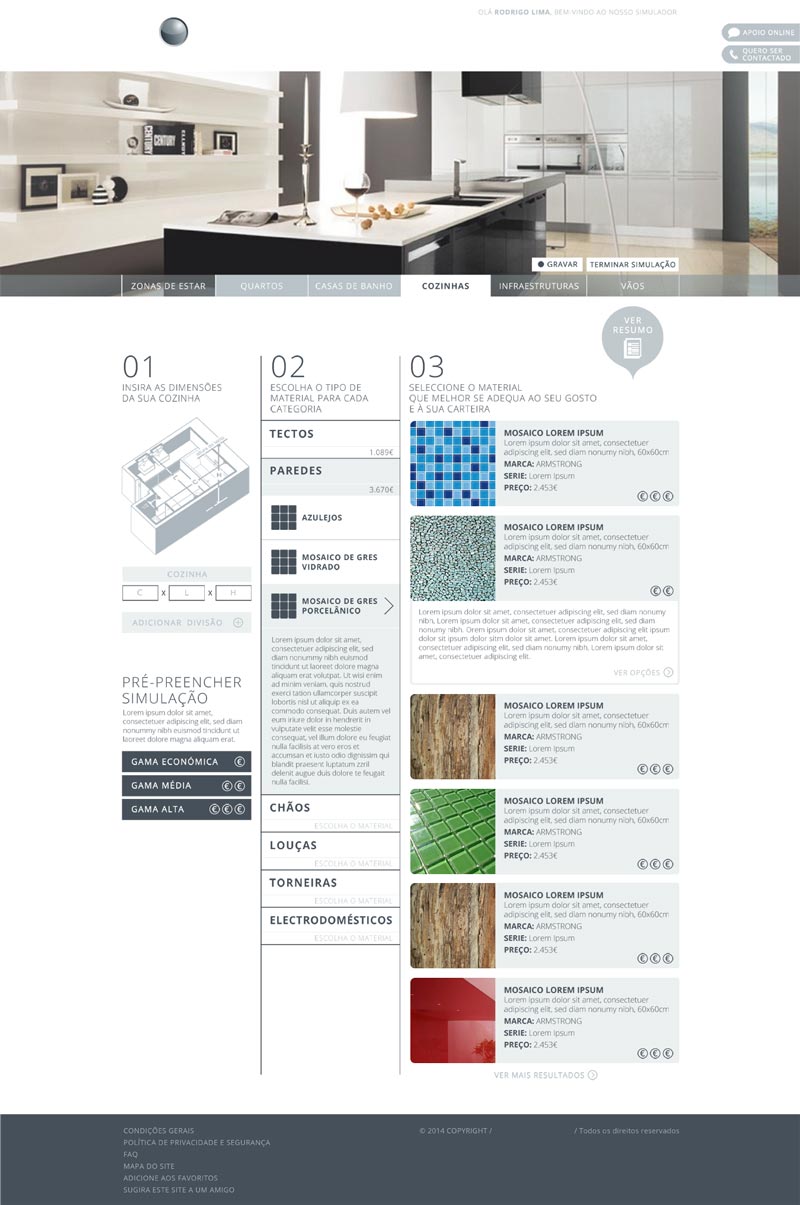 OLÁ RODRIGO LIMA, BEM-VINDO AO NOSSO SIMULADOR
APOIO ONLINE
QUERO SER
CONTACTADO
CENTURY
CENTURY
GRAVAR
TERMINAR SIMULAÇÃO
ZONAS DE ESTAR
QUARTOS
CASAS DE BANHO
COZINHAS
INFRAESTRUTURAS
VÃOS
VER
RESUMO
01
INSIRA AS DIMENSÕES
DA SUA COZINHA
COZINHA
C x L x H
ADICIONAR DIVISÃO
PRÉ-PREENCHER
SIMULAÇÃO
Lorem ipsum dolor sit amet,
consectetuer adipiscing elit, sed diam
nonummy nibh euismod tincidunt ut
laoreet dolore magna aliquam erat.
GAMA ECONÓMICA €
GAMA MÉDIA € €
GAMA ALTA € € €
02
ESCOLHA O TIPO DE
MATERIAL PARA CADA
CATEGORIA
TECTOS
1.089€
PAREDES
3.670€
AZULEJOS
MOSAICO DE GRES
VIDRADO
MOSAICO DE GRES
PORCELÂNICO
Lorem ipsum dolor sit amet,
consectetuer adipiscing elit, sed
diam nonummy nibh euismod
tincidunt ut laoreet dolore magna
aliquam erat volutpat. Ut wisi enim
ad minim veniam, quis nostrud
exerci tation ullamcorper suscipit
lobortis nisl ut aliquip ex ea
commodo consequat. Duis autem vel
eum iriure dolor in hendrerit in
vulputate velit esse molestie
consequat, vel illum dolore eu feugiat
nulla facilisis at vero eros et
accumsan et iusto odio dignissim qui
blandit praesent luptatum zzril
delenit augue duis dolore te feugait
nulla facilisi.
CHÃOS
ESCOLHA O MATERIAL
LOUÇAS
ESCOLHA O MATERIAL
TORNEIRAS
ESCOLHA O MATERIAL
ELECTRODOMÉSTICOS
ESCOLHA O MATERIAL
03
SELECCIONE O MATERIAL
QUE MELHOR SE ADEQUA AO SEU GOSTO
E À SUA CARTEIRA
MOSAICO LOREM IPSUM
Lorem ipsum dolor sit amet, consectetuer
adipiscing elit, sed diam nonumy nibh, 60x60cm
MARCA: ARMSTRONG
SERIE: Lorem Ipsum
PREÇO: 2.453€
€ € €
MOSAICO LOREM IPSUM
Lorem ipsum dolor sit amet, consectetuer
adipiscing elit, sed diam nonumy nibh, 60x60cm
MARCA: ARMSTRONG
SERIE: Lorem Ipsum
PREÇO: 2.453€
€ €
Lorem ipsum dolor sit amet, consectetuer adipiscing elit, sed diam nonumy
nibh, Lorem ipsum dolor sit amet, consectetuer adipiscing elit, sed diam
nonumy nibh. Orem ipsum dolor sit amet, consectetuer adipiscing elit, sed
dolor sit ipsum dolor sitm dolor sit amet. Lorem ipsum dolor sit amet,
consectetuer adipiscing elit, sed diam nonumy nibh, Lorem ipsum dolor sit
amet, consectetuer adipiscing elit.
VER OPÇÕES
MOSAICO LOREM IPSUM
Lorem ipsum dolor sit amet, consectetuer
adipiscing elit, sed diam nonumy nibh, 60x60cm
MARCA: ARMSTRONG
SERIE: Lorem Ipsum
PREÇO: 2.453€
€ € €
MOSAICO LOREM IPSUM
Lorem ipsum dolor sit amet, consectetuer
adipiscing elit, sed diam nonumy nibh, 60x60cm
MARCA: ARMSTRONG
SERIE: Lorem Ipsum
PREÇO: 2.453€
€ € €
MOSAICO LOREM IPSUM
Lorem ipsum dolor sit amet, consectetuer
adipiscing elit, sed diam nonumy nibh, 60x60cm
MARCA: ARMSTRONG
SERIE: Lorem Ipsum
PREÇO: 2.453€
€ € €
MOSAICO LOREM IPSUM
Lorem ipsum dolor sit amet, consectetuer
adipiscing elit, sed diam nonumy nibh, 60x60cm
MARCA: ARMSTRONG
SERIE: Lorem Ipsum
PREÇO: 2.453€
€ € €
VER MAIS RESULTADOS
CONDIÇÕES GERAIS
POLÍTICA DE PRIVACIDADE E SEGURANÇA
FAQ
MAPA DO SITE
ADICIONE AOS FAVORITOS
SUGIRA ESTE SITE A UM AMIGO
© 2014 COPYRIGHT /
/ Todos os direitos reservados